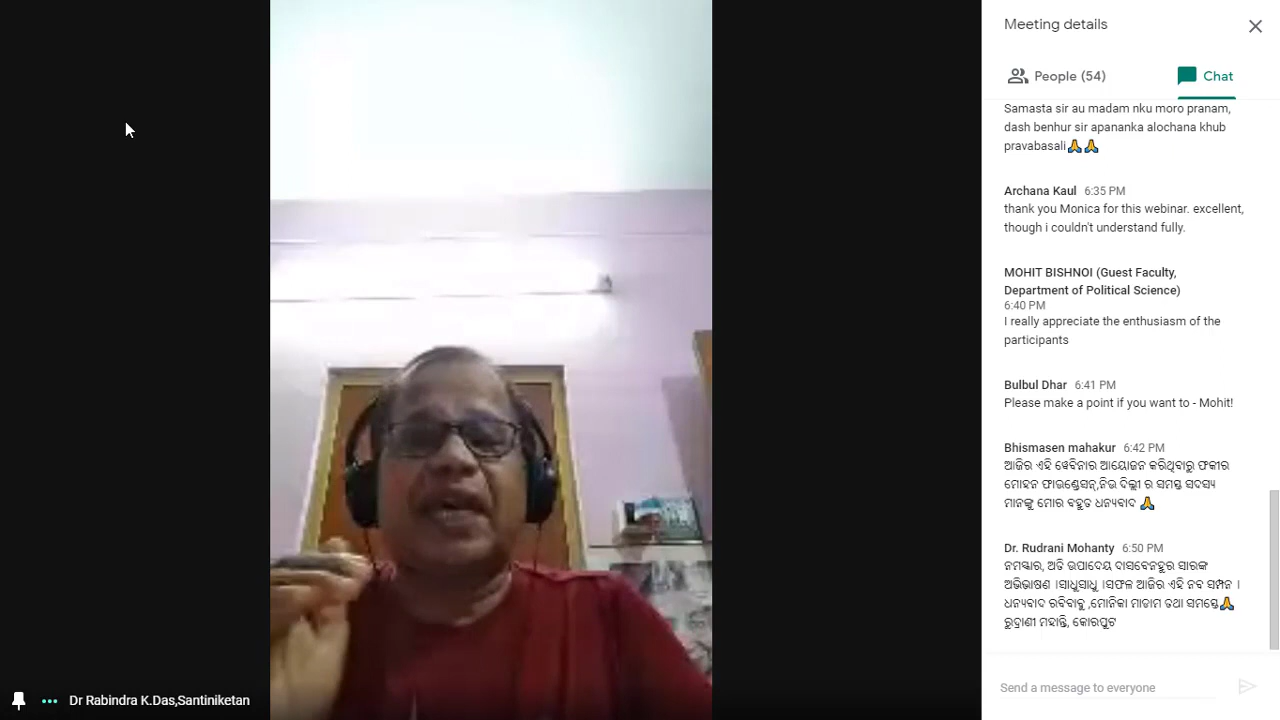 Meeting details
People (54)
Chat
Samasta sir au madam nku moro pranam,
dash benhur sir apananka alochana khub
pravabasali🙏🙏
Archana Kaul 6:35 PM
thank you Monica for this webinar. excellent,
though i couldn't understand fully.
MOHIT BISHNOI (Guest Faculty,
Department of Political Science)
6:40 PM
I really appreciate the enthusiasm of the
participants
Bulbul Dhar 6:41 PM
Please make a point if you want to - Mohit!
Bhismasen mahakur 6:42 PM
ଆଜିର ଏହି ୱେବିନାର ଆୟୋଜନ କରିଥିବାରୁ ଫକୀର
ମୋହନ ଫାଉଣ୍ଡେସନ୍,ନିଉ ଦିଲ୍ଲୀ ର ସମସ୍ତ ସଦସ୍ୟ
ମାନଙ୍କୁ ମୋର ବହୁତ ଧନ୍ୟବାଦ 🙏
Dr. Rudrani Mohanty 6:50 PM
ନମସ୍କାର, ଅତି ଉପାଦେୟ ଦାସବେନହୁର ସାରଙ୍କ
ଅଭିଭାଷଣ ।ସାଧୁସାଧୁ ।ସଫଳ ଆଜିର ଏହି ନବ ସମ୍ପନ ।
ଧନ୍ୟବାଦ ରବିବାବୁ ,ମୋନିକା ମାଡାମ ତଥା ସମସ୍ତେ🙏
ରୁଦ୍ରାଣୀ ମହାନ୍ତି, କୋରାପୁଟ
Send a message to everyone
Dr Rabindra K.Das,Santiniketan